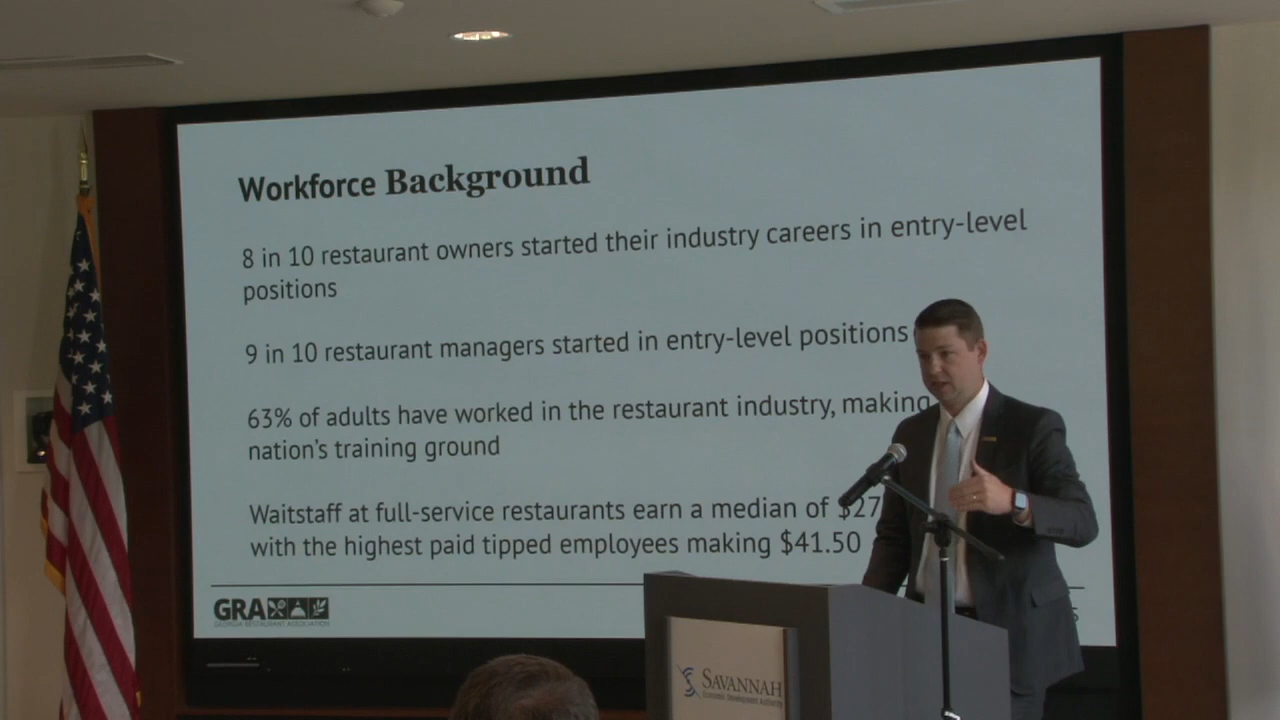 Workforce Background
8 in 10 restaurant owners started their industry careers in entry-level
positions
9 in 10 restaurant managers started in entry-level positions
63% of adults have worked in the restaurant industry, making
nation's training ground
Waitstaff at full-service restaurants earn a median of $27
with the highest paid tipped employees making $41.50
GRA
GEORGIA RESTAURANT ASSOCIATION
SAVANNAH
Economic Development Authority